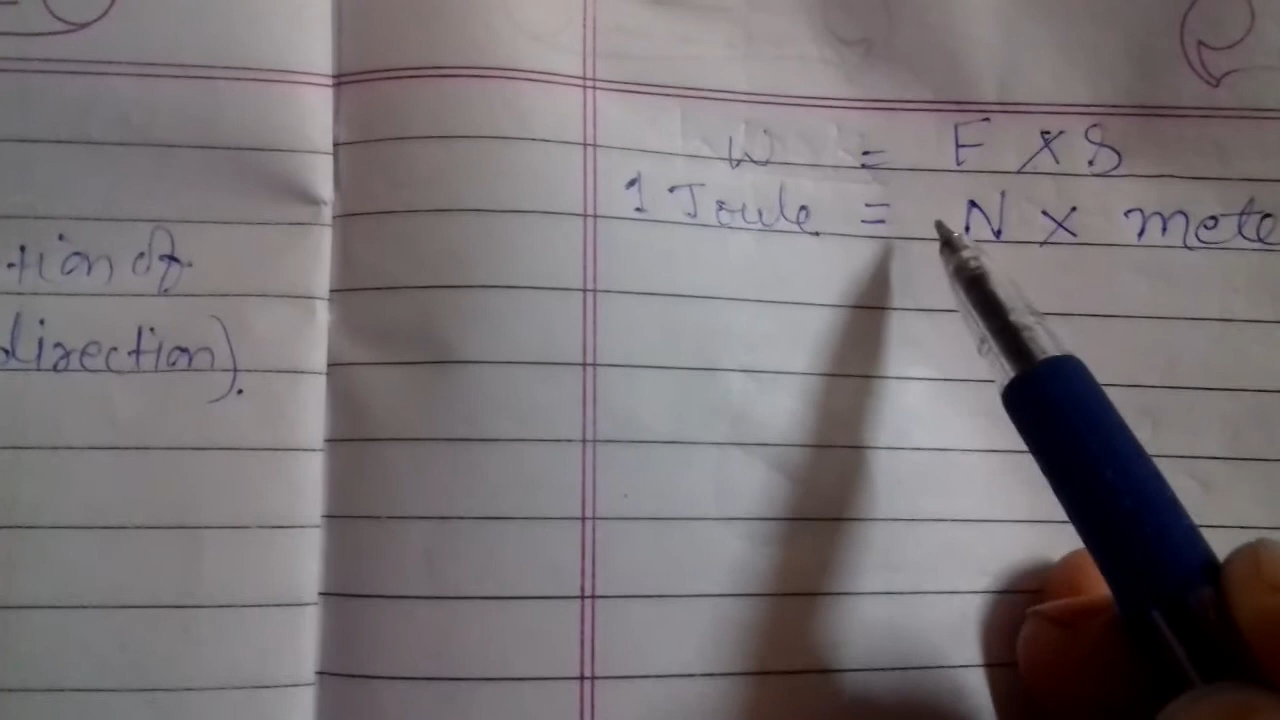 tion of
direction).
W = F × S
1 Joule = N × mete